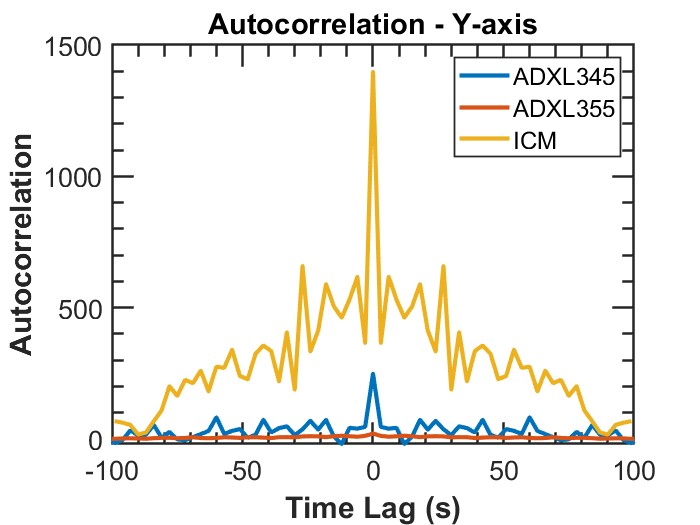 Autocorrelation - Y-axis
1500
1000
500
0
Autocorrelation
ADXL345
ADXL355
ICM
-100 -50 0 50 100
Time Lag (s)